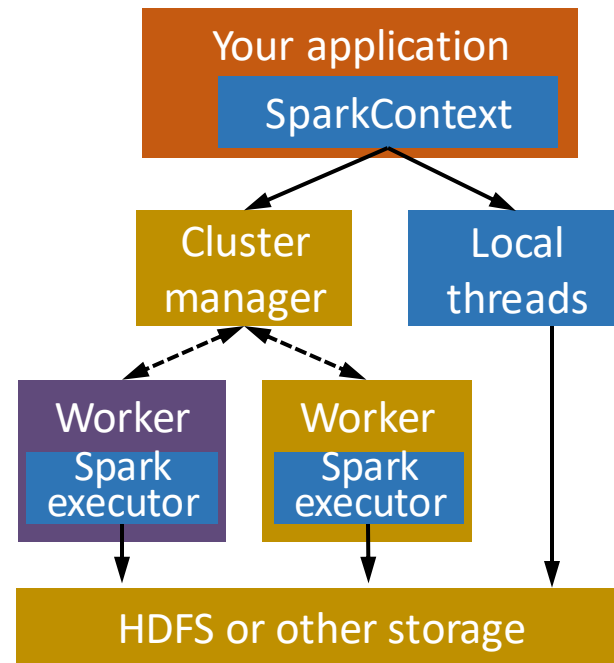 Your application
SparkContext
Cluster
manager
Local
threads
Worker
Spark
executor
Worker
Spark
executor
HDFS or other storage